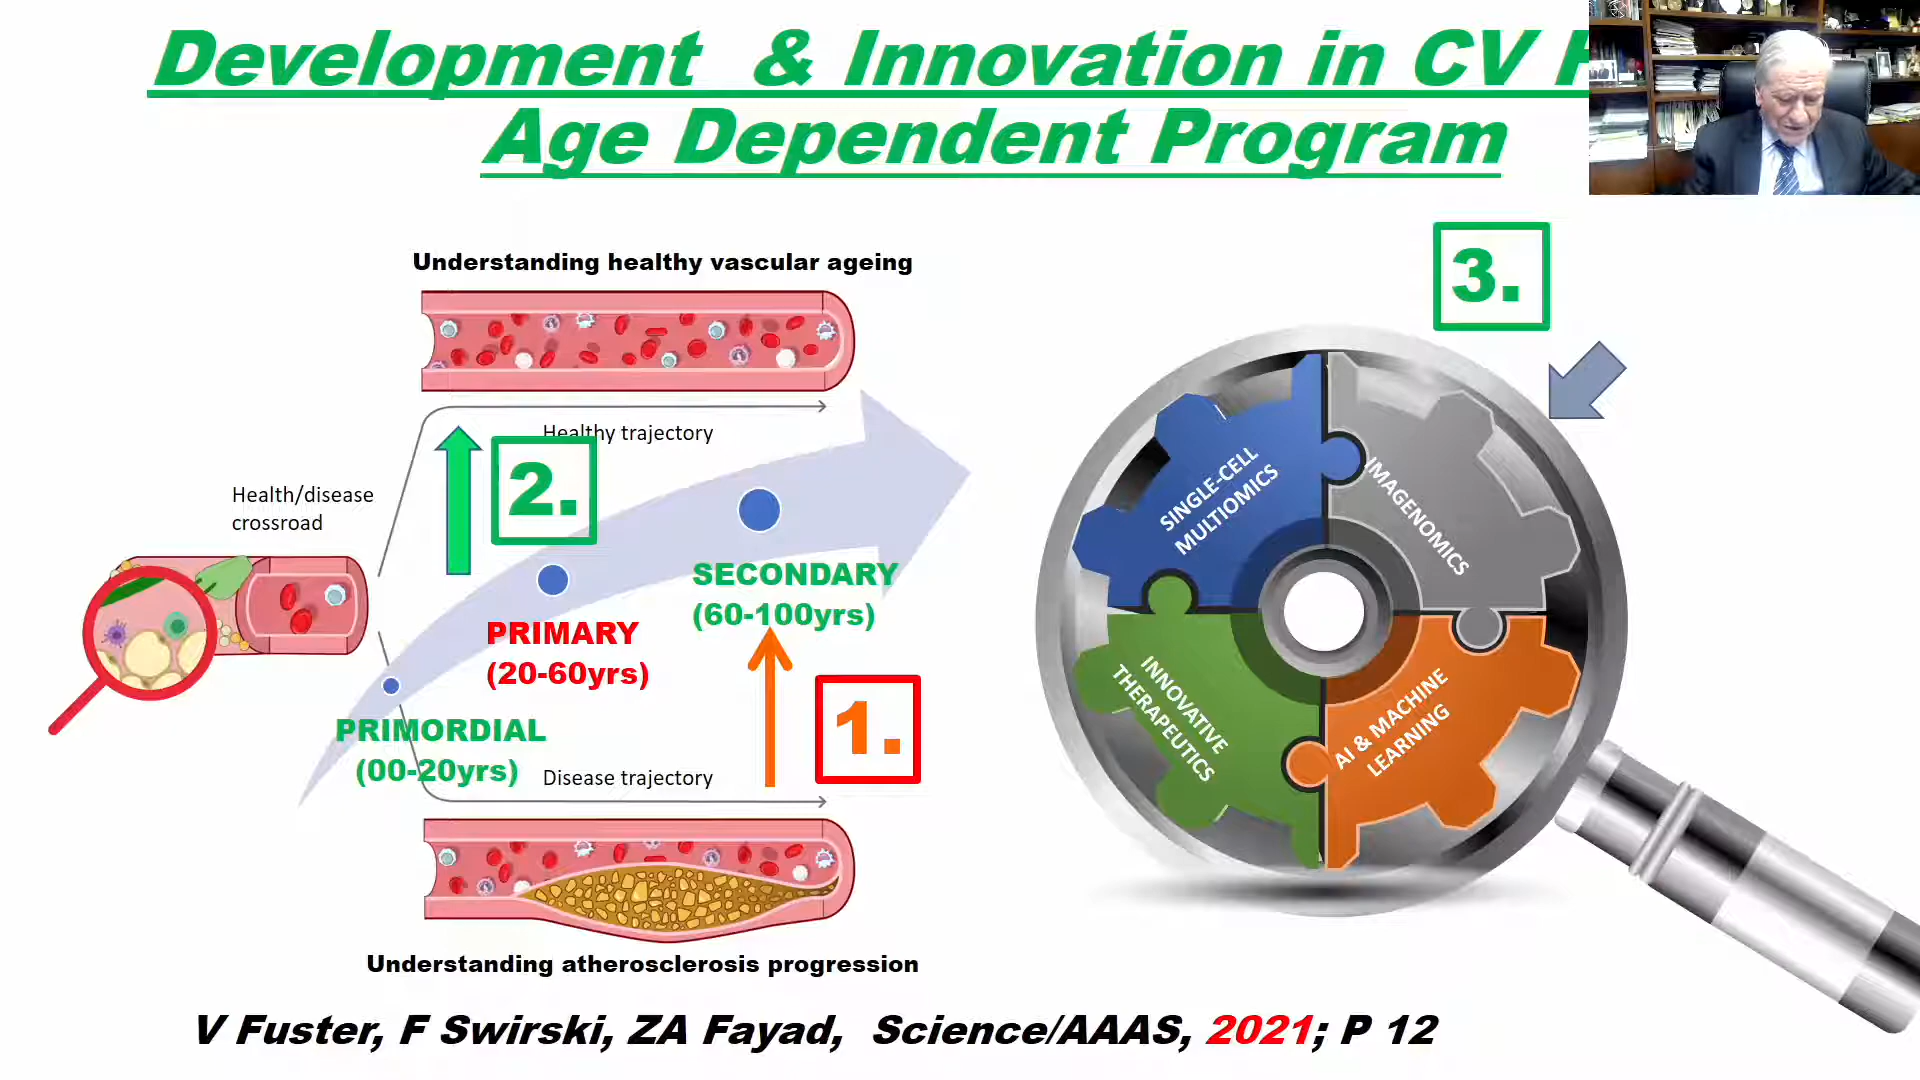 Development & Innovation in CV
Age Dependent Program
3.
Understanding healthy vascular ageing
Healthy trajectory
2.
Health/disease
crossroad
SECONDARY
(60-100yrs)
PRIMARY
(20-60yrs)
1.
PRIMORDIAL
(00-20yrs)
Disease trajectory
Understanding atherosclerosis progression
SINGLE-CELL
MULTIOMICS
IMAGENOMICS
INNOVATIVE
THERAPEUTICS
AI & MACHINE
LEARNING
V Fuster, F Swirski, ZA Fayad, Science/AAAS, 2021; P 12